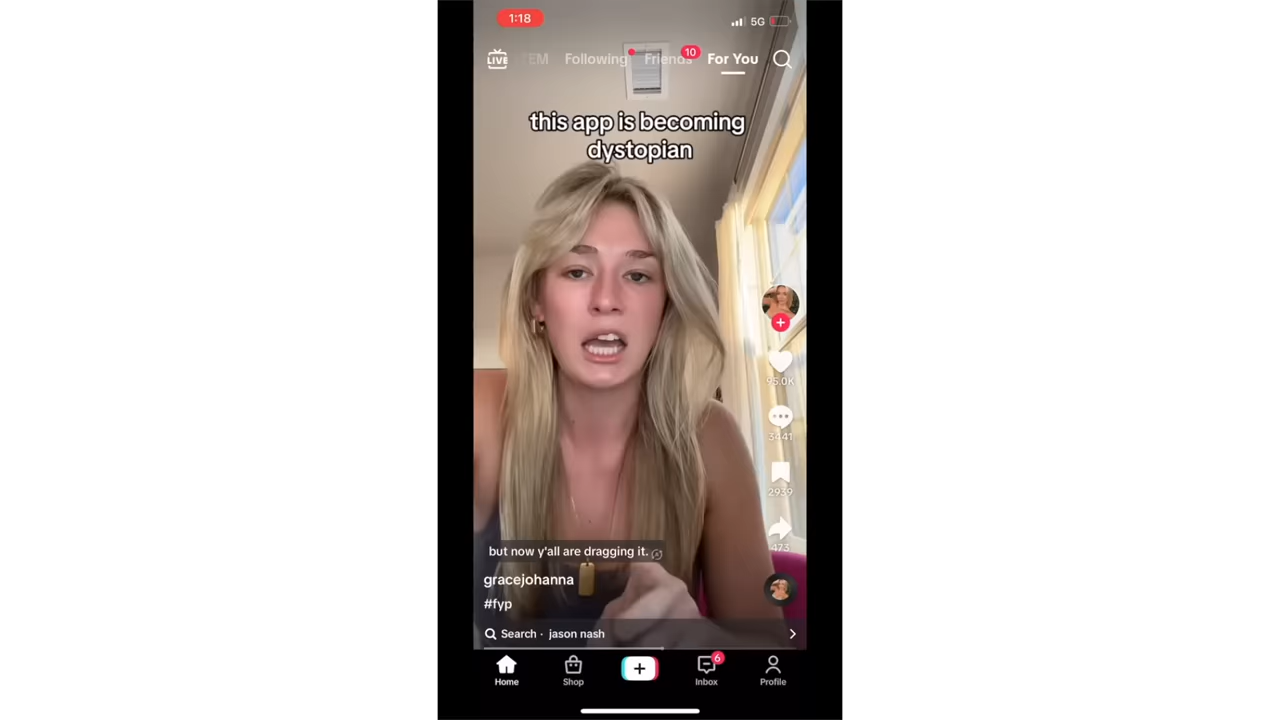 1:18
5G
LIVE
EM
Following
Friends
10
For You
this app is becoming
dystopian
95.0K
3441
2939
473
but now y'all are dragging it.
gracejohanna
#fyp
Search · jason nash
Home
Shop
6
Inbox
Profile